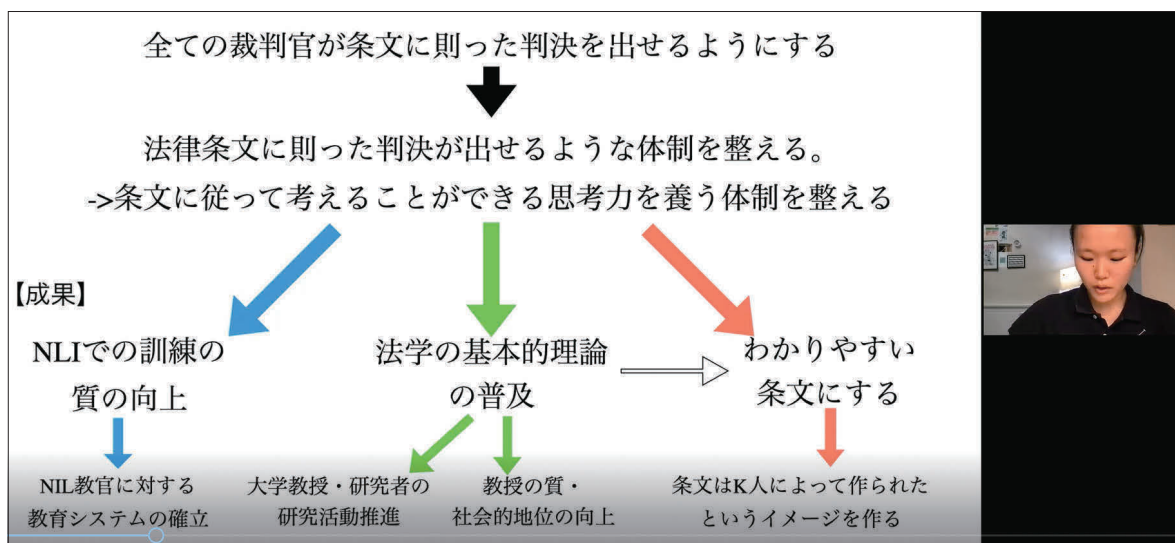 全ての裁判官が条文に則った判決を出せるようにする
法律条文に則った判決が出せるような体制を整える。
->条文に従って考えることができる思考力を養う体制を整える
【成果】
NLIでの訓練の
質の向上
法学の基本的理論
の普及
わかりやすい
条文にする
NIL教官に対する
教育システムの確立
大学教授・研究者の
研究活動推進
教授の質・
社会的地位の向上
条文はK人によって作られた
というイメージを作る